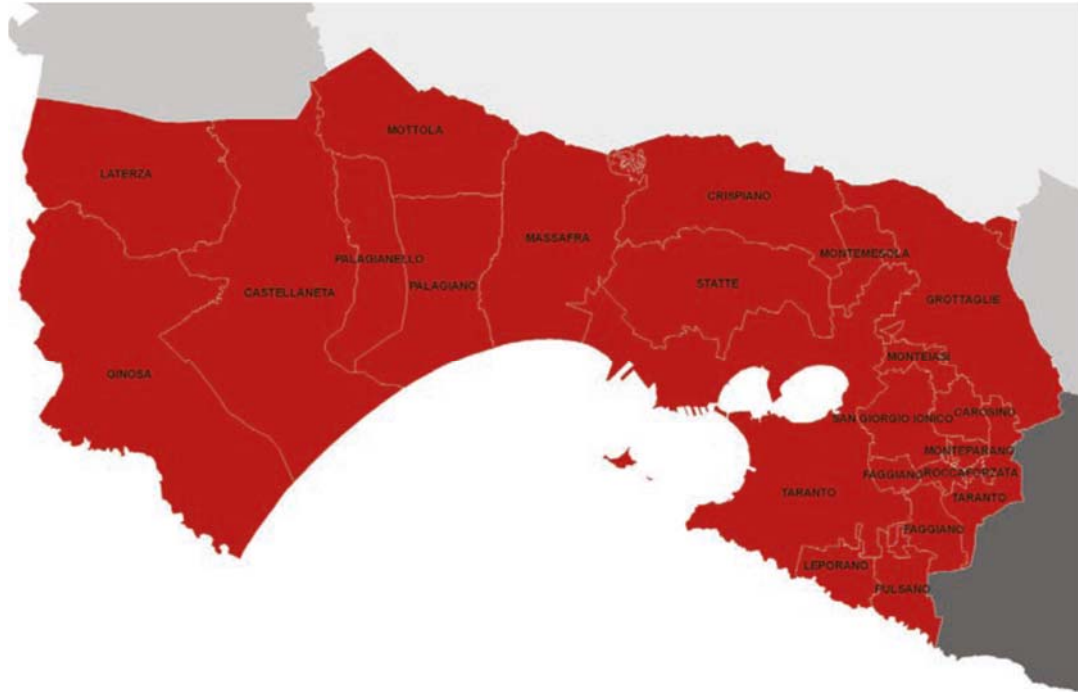 MOTTOLA
LATERZA
CRISPIANO
MASSAFRA
MONTEMESOLA
PALAGIANELLO
CASTELLANETA
PALAGIANO
STATTE
GROTTAGLIE
MONTEIASI
GINOSA
SAN GIORGIO IONICO
CAROSINO
MONTEPARANO
FAGGIANO
ROCCAFORZATA
TARANTO
TARANTO
FAGGIANO
LEPORANO
PULSANO